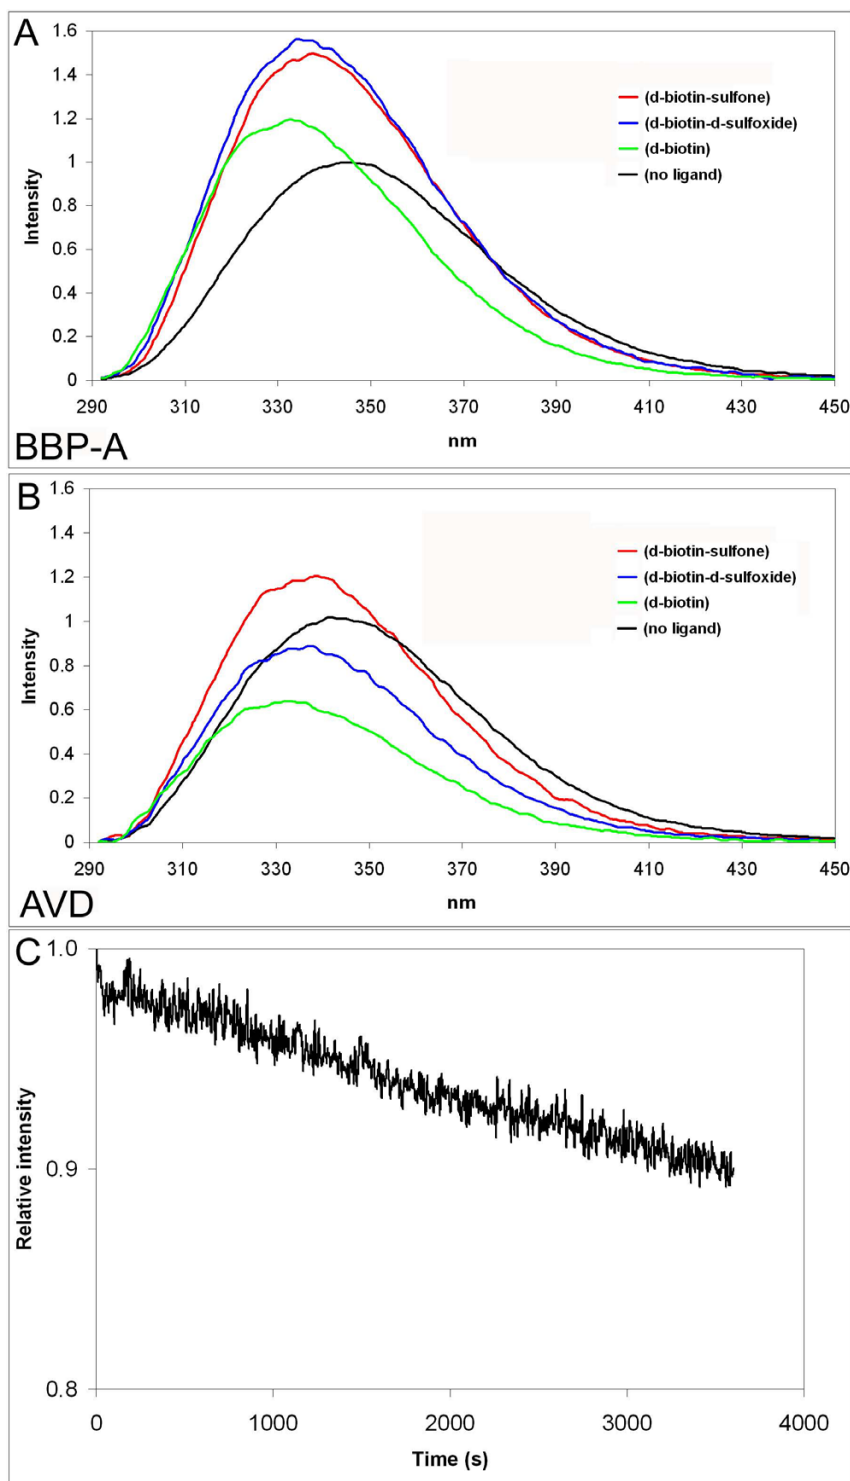 A
1.6
1.4
1.2
1
0.8
0.6
0.4
0.2
0
Intensity
(d-biotin-sulfone)
(d-biotin-d-sulfoxide)
(d-biotin)
(no ligand)
290 310 330 350 370 390 410 430 450
nm
BBP-A
B
1.6
1.4
1.2
1
0.8
0.6
0.4
0.2
0
Intensity
(d-biotin-sulfone)
(d-biotin-d-sulfoxide)
(d-biotin)
(no ligand)
290 310 330 350 370 390 410 430 450
nm
AVD
C
1.0
0.9
0.8
Relative intensity
0 1000 2000 3000 4000
Time (s)